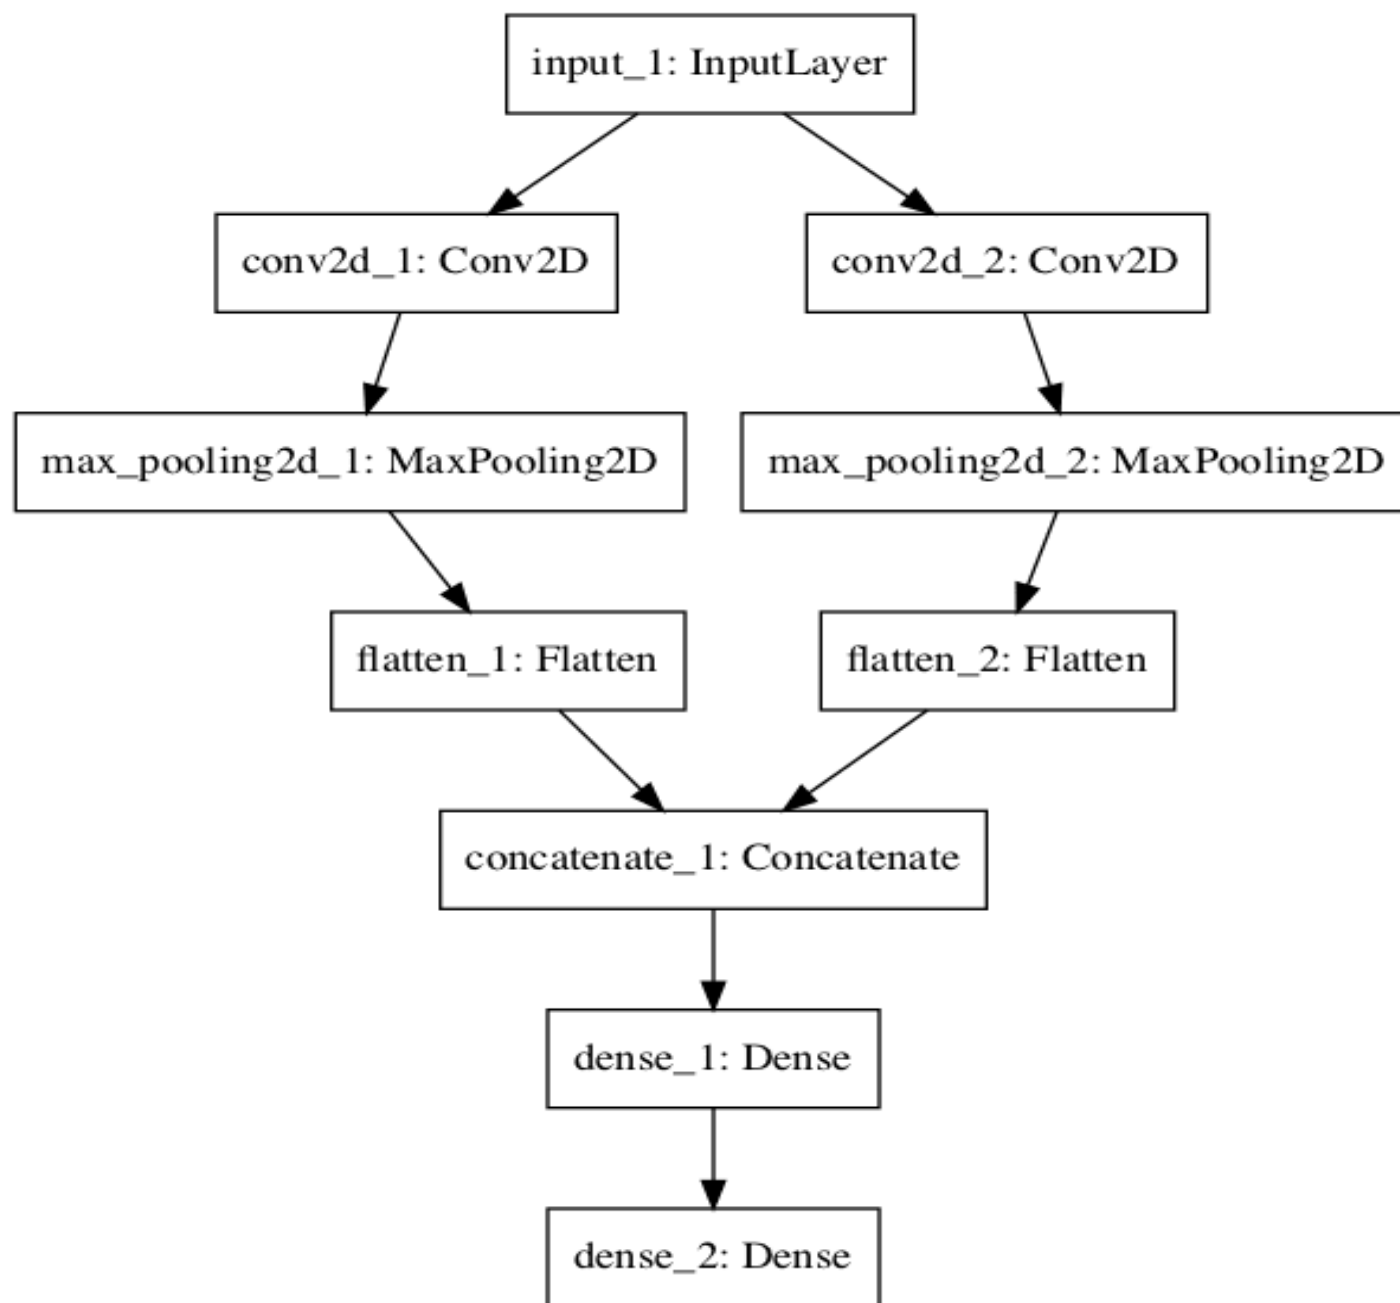 input_1: InputLayer
conv2d_1: Conv2D
conv2d_2: Conv2D
max_pooling2d_1: MaxPooling2D
max_pooling2d_2: MaxPooling2D
flatten_1: Flatten
flatten_2: Flatten
concatenate_1: Concatenate
dense_1: Dense
dense_2: Dense